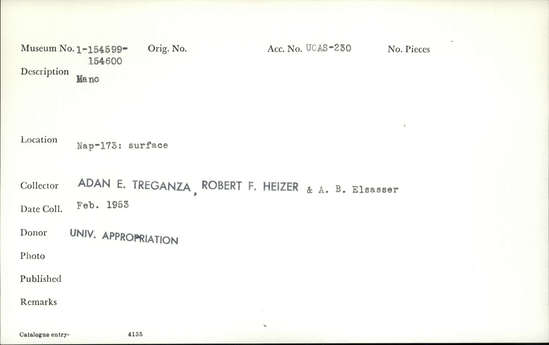 Museum No. 1-154599- Orig. No. Acc. No. UCAS-230 No. Pieces
154600
Description Mano
Location Nap-173: surface
Collector ADAN E. TREGANZA, ROBERT F. HEIZER & A. B. Elsasser
Date Coll. Feb. 1953
Donor UNIV. APPROPRIATION
Photo
Published
Remarks
Catalogue entry- 4135